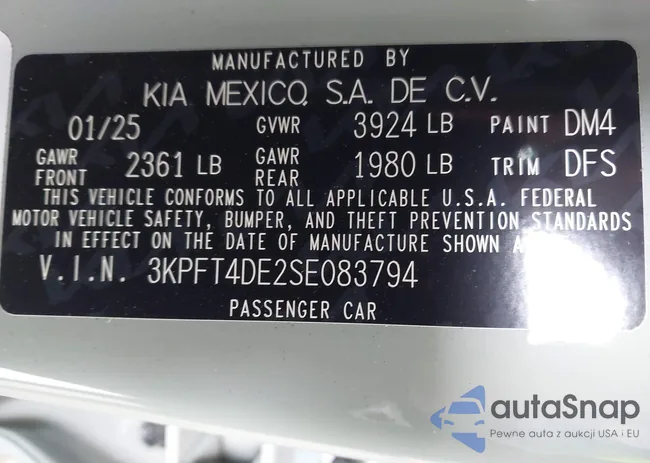 MANUFACTURED BY
KIA MEXICO, S.A. DE C.V.
01/25 GVWR 3924 LB PAINT DM4
GAWR FRONT 2361 LB GAWR REAR 1980 LB TRIM DFS
THIS VEHICLE CONFORMS TO ALL APPLICABLE U.S.A. FEDERAL
MOTOR VEHICLE SAFETY, BUMPER, AND THEFT PREVENTION STANDARDS
IN EFFECT ON THE DATE OF MANUFACTURE SHOWN
V.I.N. 3KPFT4DE2SE083794
PASSENGER CAR
autaSnap
Pewne auta z aukcji USA i EU